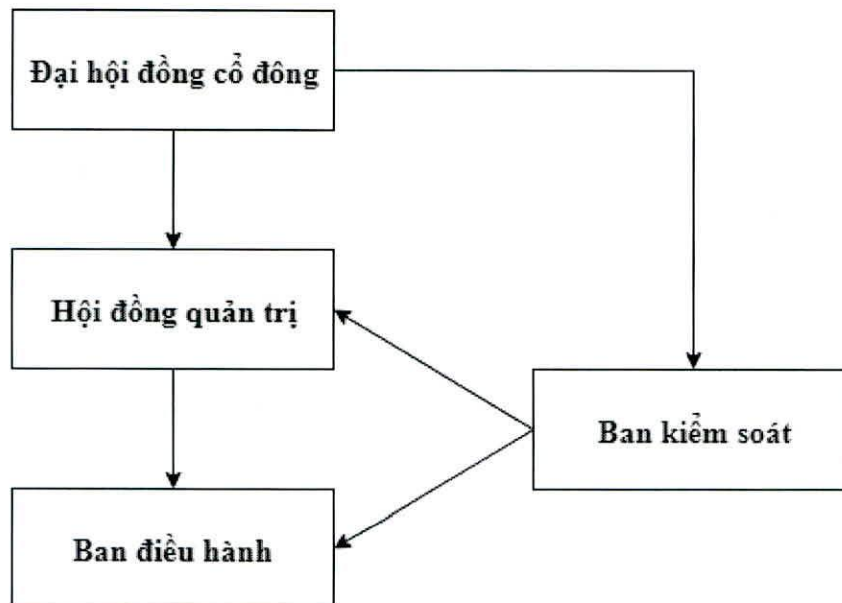 Đại hội đồng cổ đông
Hội đồng quản trị
Ban kiểm soát
Ban điều hành